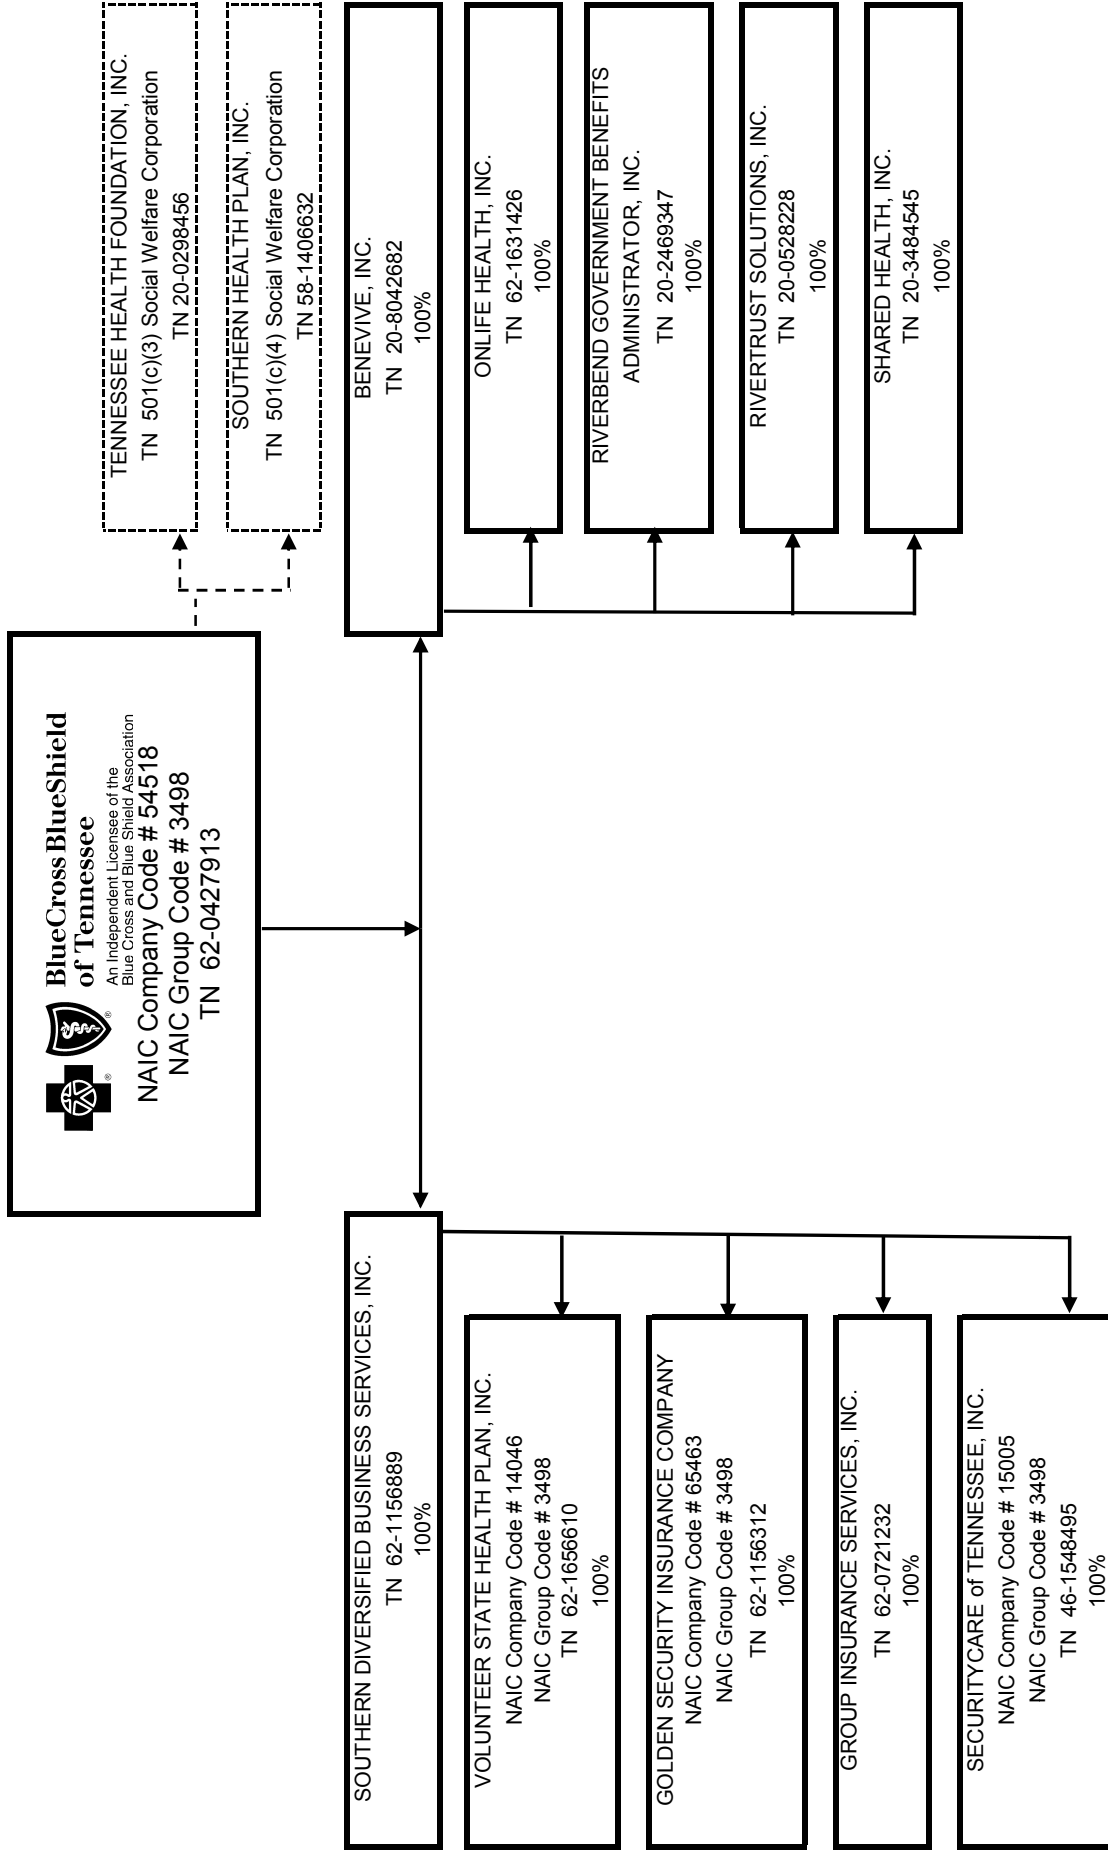 BlueCross BlueShield
of Tennessee
An Independent Licensee of the
Blue Cross and Blue Shield Association
® ®
NAIC Company Code # 54518
NAIC Group Code # 3498
TN 62-0427913
TENNESSEE HEALTH FOUNDATION, INC.
TN 501(c)(3) Social Welfare Corporation
TN 20-0298456
SOUTHERN HEALTH PLAN, INC.
TN 501(c)(4) Social Welfare Corporation
TN 58-1406632
SOUTHERN DIVERSIFIED BUSINESS SERVICES, INC.
TN 62-1156889
100%
VOLUNTEER STATE HEALTH PLAN, INC.
NAIC Company Code # 14046
NAIC Group Code # 3498
TN 62-1656610
100%
GOLDEN SECURITY INSURANCE COMPANY
NAIC Company Code # 65463
NAIC Group Code # 3498
TN 62-1156312
100%
GROUP INSURANCE SERVICES, INC.
TN 62-0721232
100%
SECURITYCARE of TENNESSEE, INC.
NAIC Company Code # 15005
NAIC Group Code # 3498
TN 46-1548495
100%
BENEVIVE, INC.
TN 20-8042682
100%
ONLIFE HEALTH, INC.
TN 62-1631426
100%
RIVERBEND GOVERNMENT BENEFITS
ADMINISTRATOR, INC.
TN 20-2469347
100%
RIVERTRUST SOLUTIONS, INC.
TN 20-0528228
100%
SHARED HEALTH, INC.
TN 20-3484545
100%